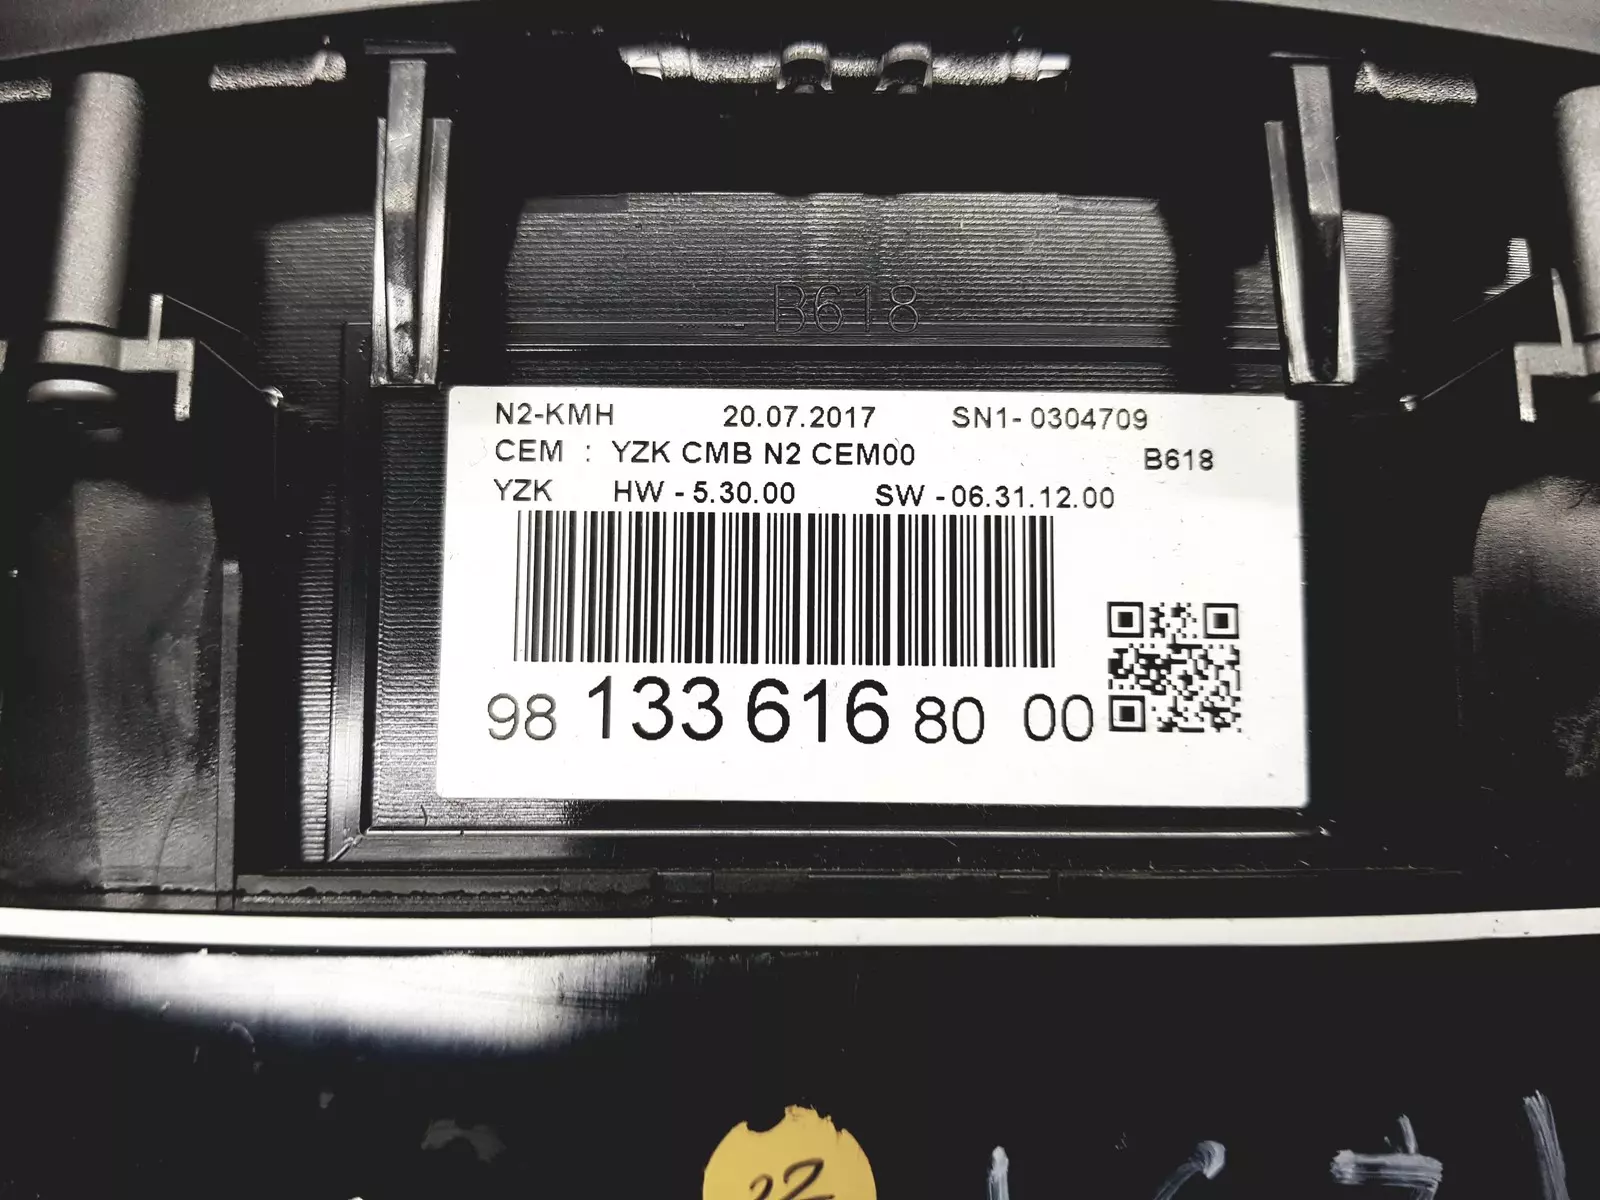 B618
N2-KMH 20.07.2017 SN1-0304709
CEM : YZK CMB N2 CEM00 B618
YZK HW - 5.30.00 SW - 06.31.12.00
98 133 616 80 00
22